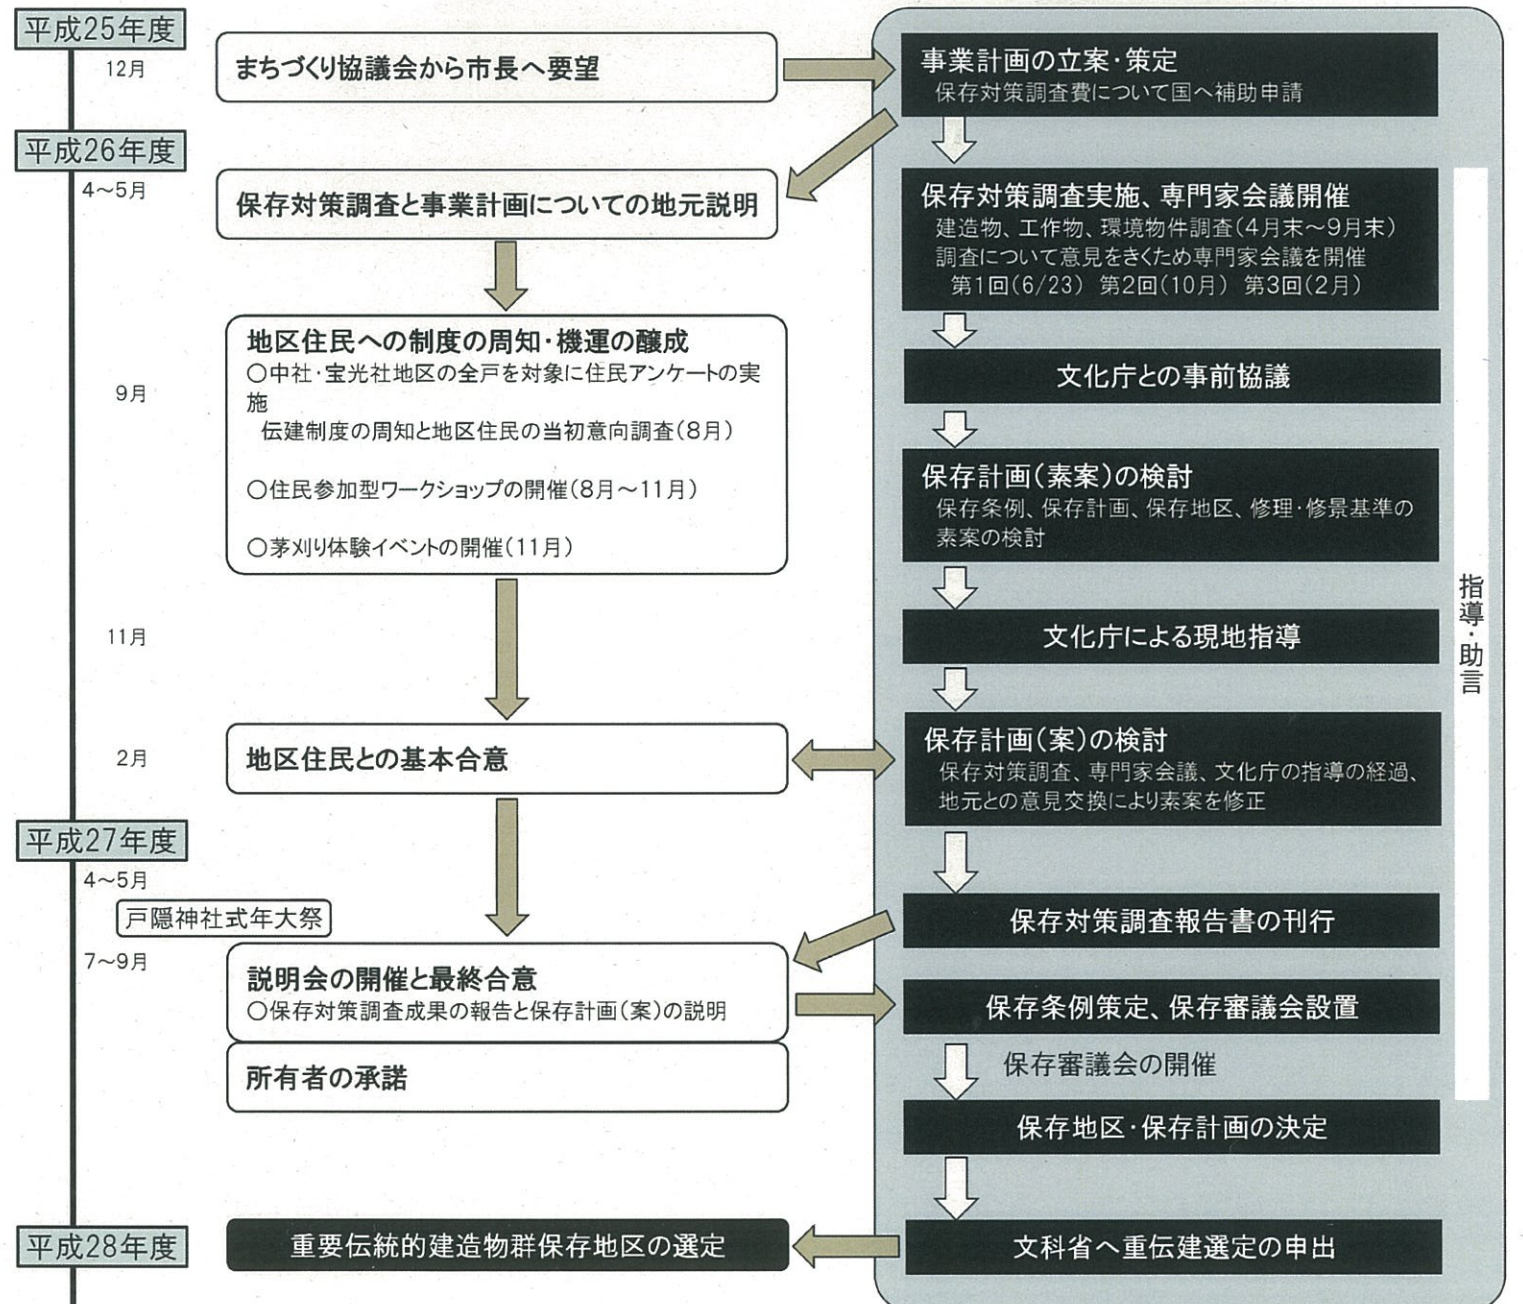 平成25年度
12月
まちづくり協議会から市長へ要望
事業計画の立案・策定
保存対策調査費について国へ補助申請
平成26年度
4～5月
保存対策調査と事業計画についての地元説明
保存対策調査実施、専門家会議開催
建造物、工作物、環境物件調査(4月末～9月末)
調査について意見をきくため専門家会議を開催
第1回(6/23) 第2回(10月) 第3回(2月)
9月
地区住民への制度の周知・機運の醸成
○中社・宝光社地区の全戸を対象に住民アンケートの実
施
伝建制度の周知と地区住民の当初意向調査(8月)
○住民参加型ワークショップの開催(8月～11月)
○茅刈り体験イベントの開催(11月)
文化庁との事前協議
保存計画(素案)の検討
保存条例、保存計画、保存地区、修理・修景基準の
素案の検討
11月
文化庁による現地指導
指導・助言
2月
地区住民との基本合意
保存計画(案)の検討
保存対策調査、専門家会議、文化庁の指導の経過、
地元との意見交換により素案を修正
平成27年度
4～5月
戸隠神社式年大祭
保存対策調査報告書の刊行
7～9月
説明会の開催と最終合意
○保存対策調査成果の報告と保存計画(案)の説明
所有者の承諾
保存条例策定、保存審議会設置
保存審議会の開催
保存地区・保存計画の決定
平成28年度
重要伝統的建造物群保存地区の選定
文科省へ重伝建選定の申出